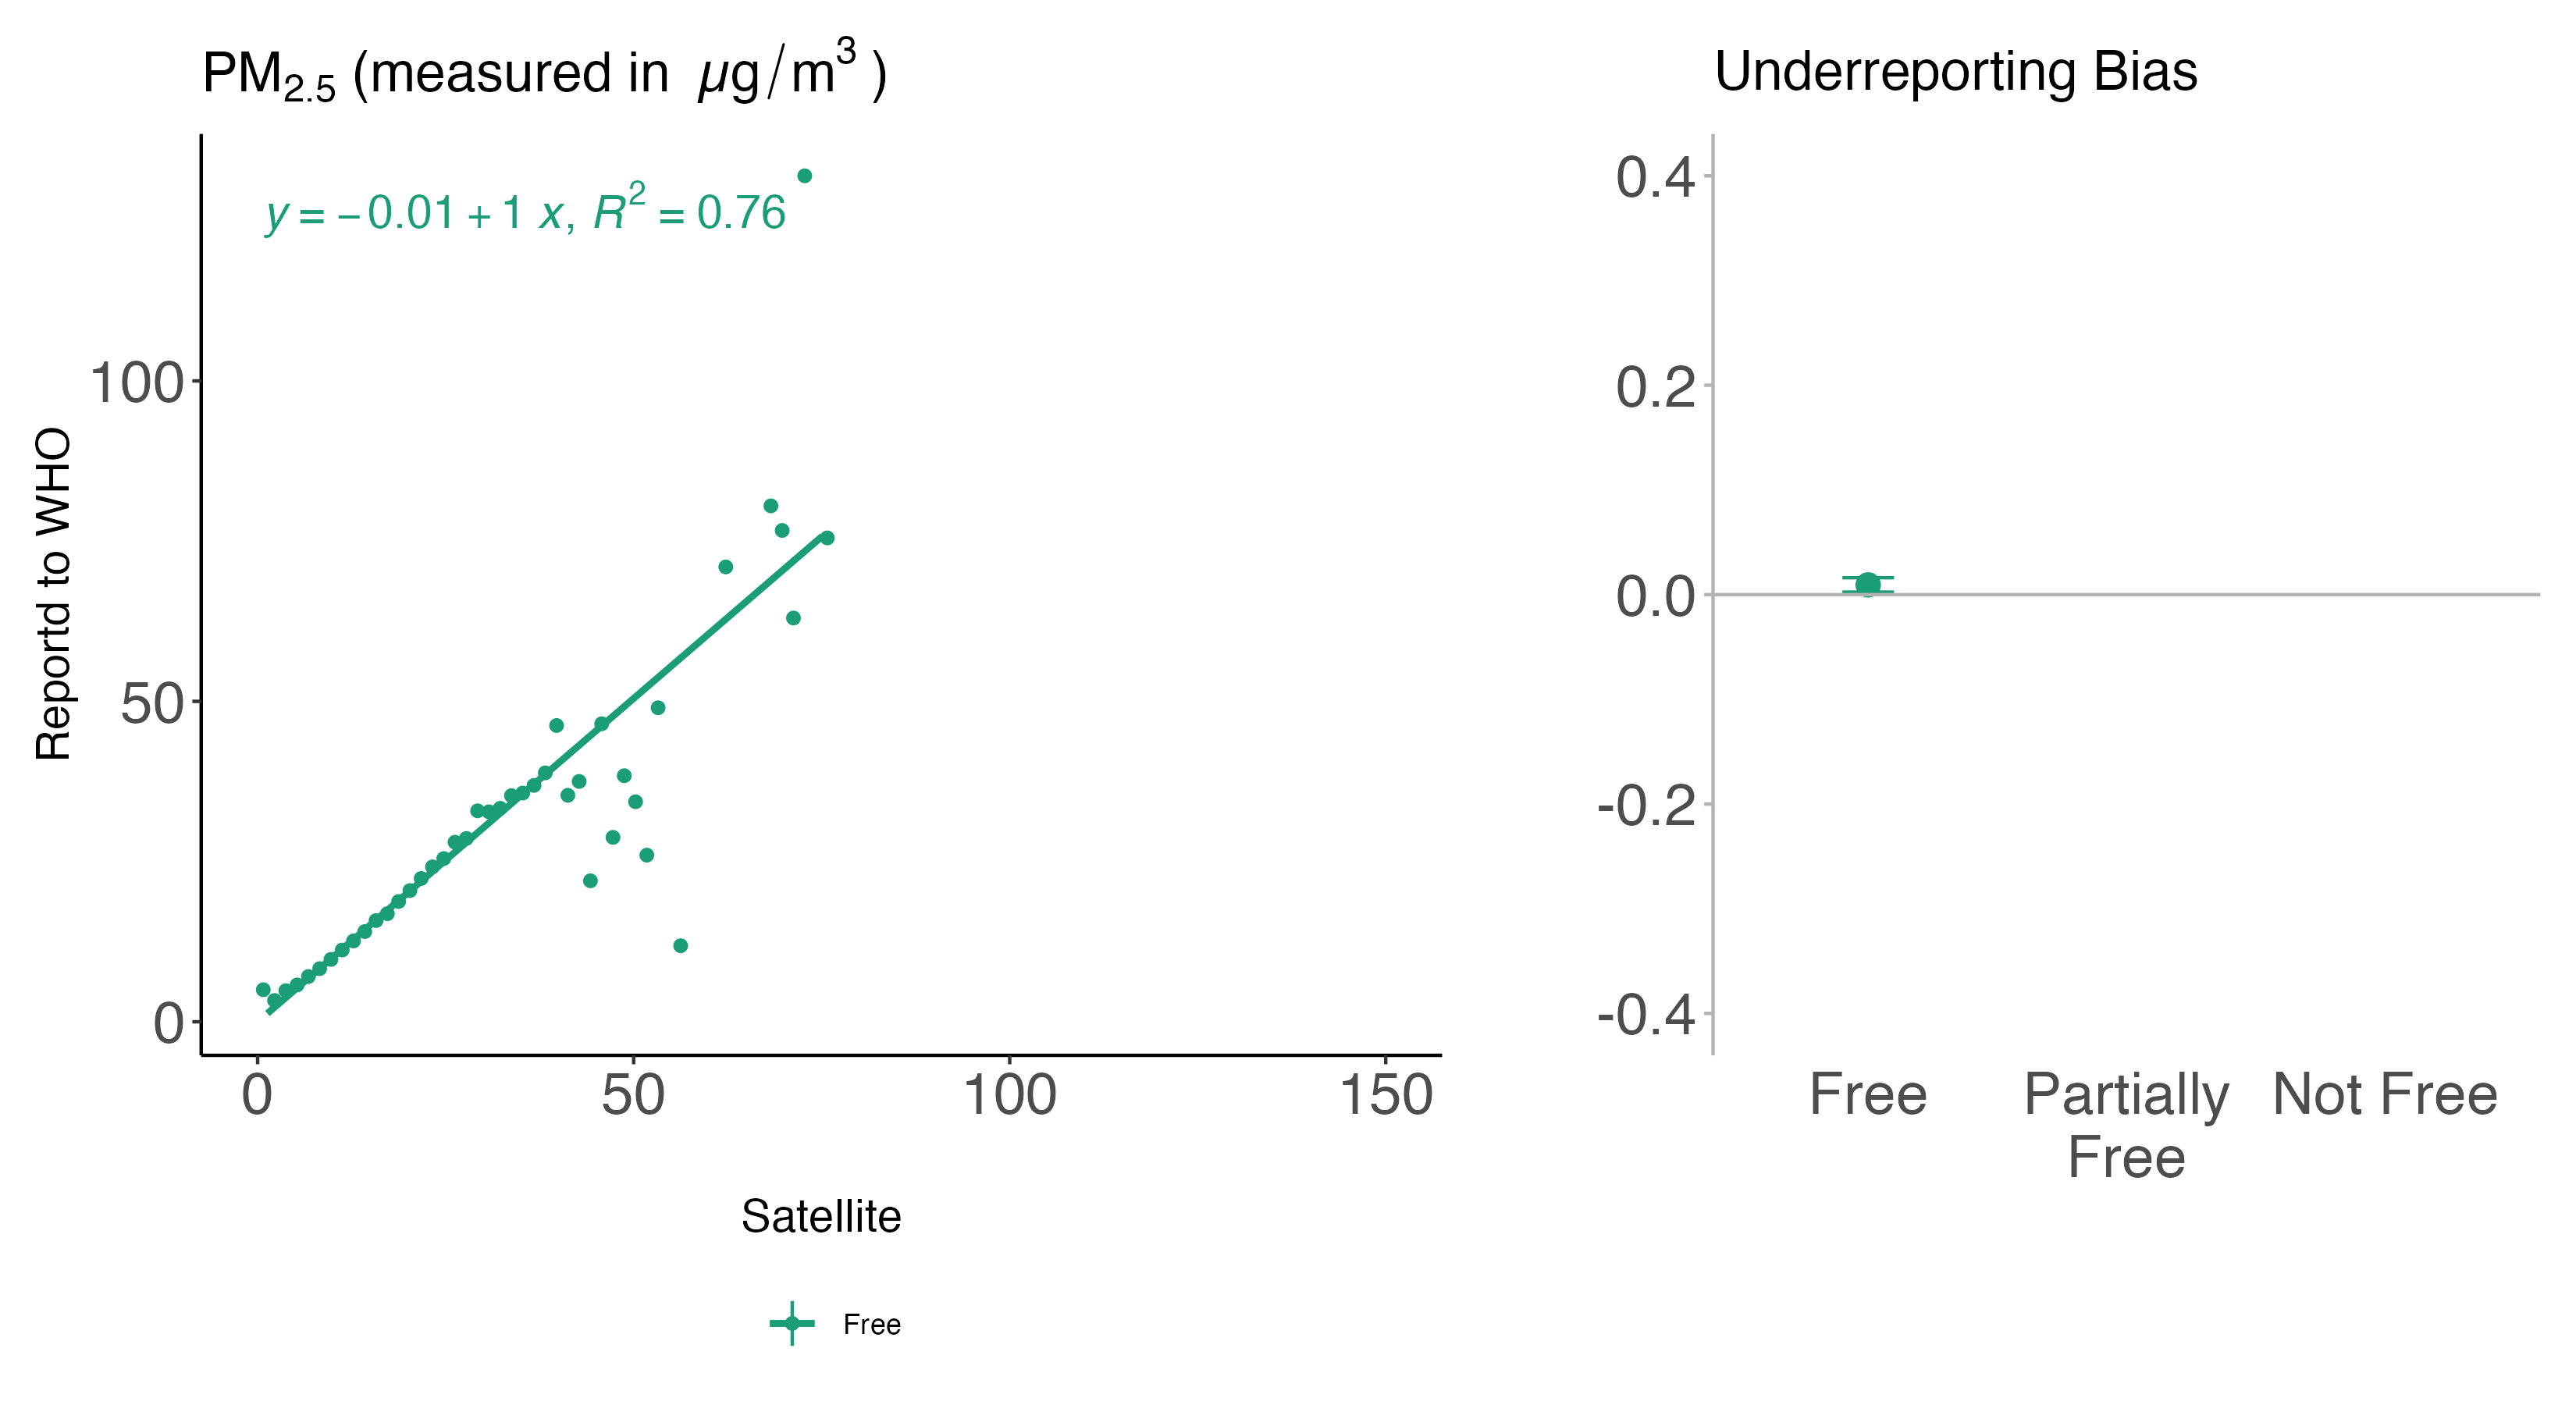 PM2.5 (measured in μg/m3)
y = −0.01 + 1 x, R2 = 0.76
100
50
0
Reportd to WHO
0 50 100 150
Satellite
Free
Underreporting Bias
0.4
0.2
0.0
-0.2
-0.4
Free Partially Not Free
Free